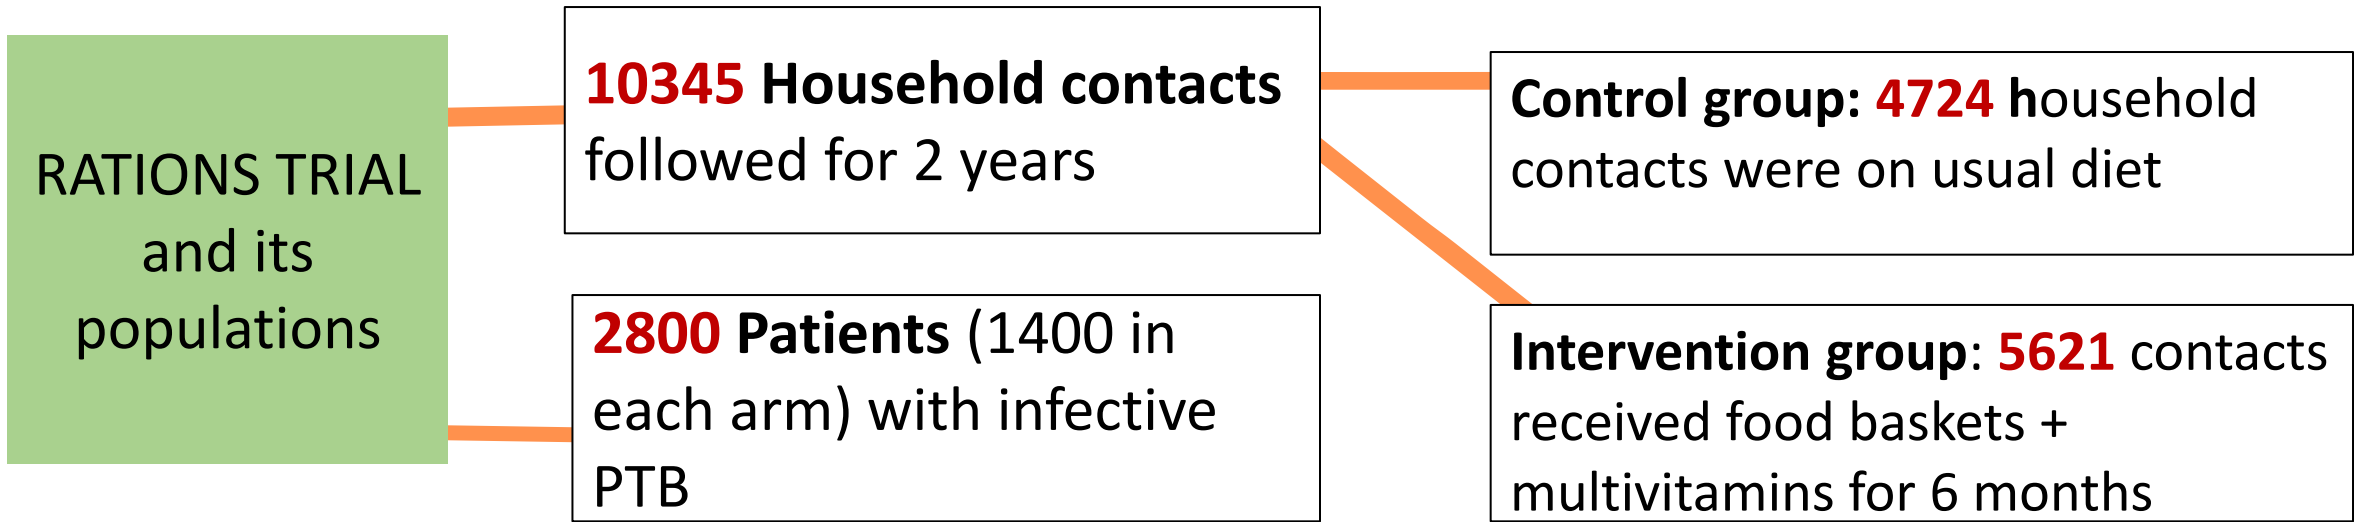 RATIONS TRIAL
and its
populations
10345 Household contacts
followed for 2 years
2800 Patients (1400 in
each arm) with infective
PTB
Control group: 4724 household
contacts were on usual diet
Intervention group: 5621 contacts
received food baskets +
multivitamins for 6 months